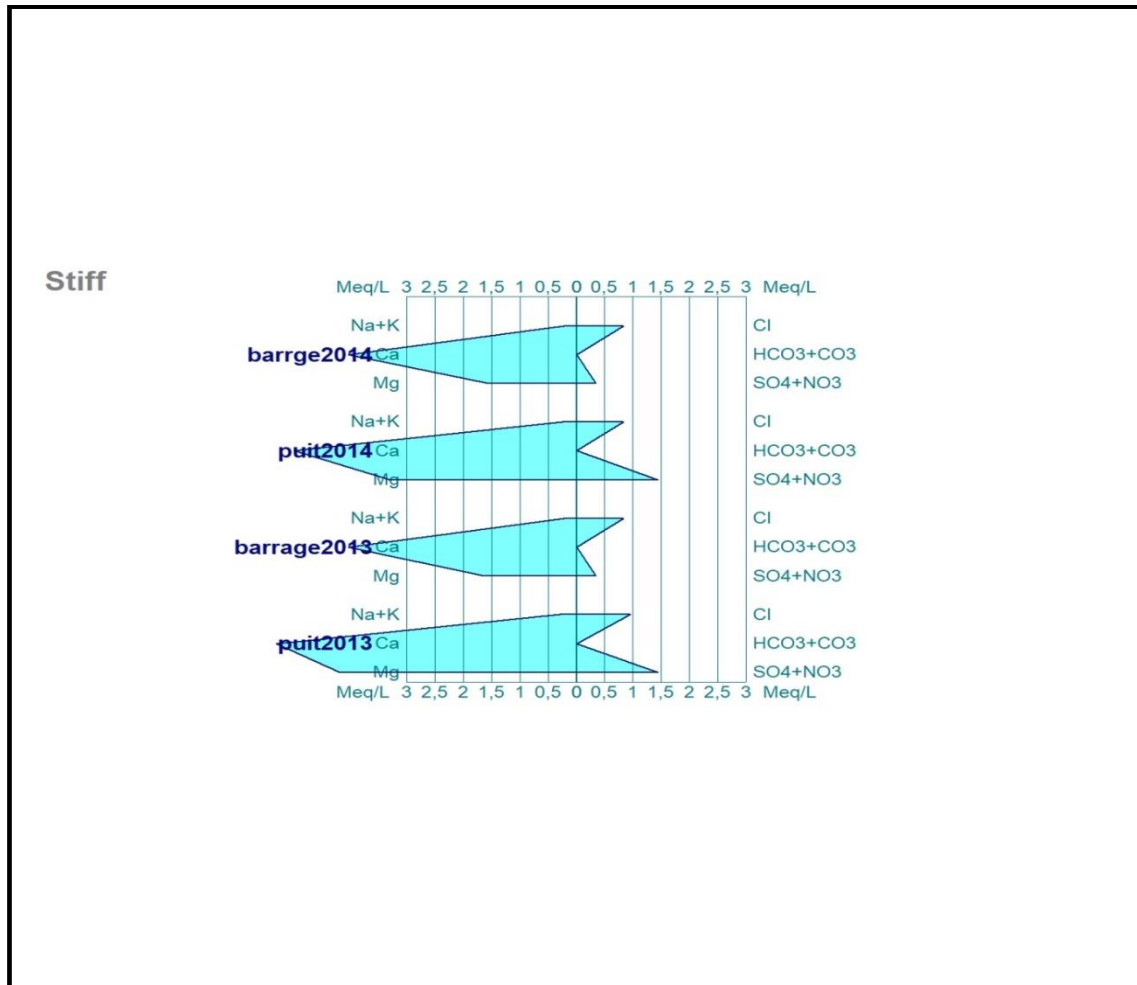 Stiff
Meq/L 3 2,5 2 1,5 1 0,5 0 0,5 1 1,5 2 2,5 3 Meq/L
Na+K Cl
barrge2014 Ca HCO3+CO3
Mg SO4+NO3
Na+K Cl
puit2014 Ca HCO3+CO3
Mg SO4+NO3
Na+K Cl
barrage2013 Ca HCO3+CO3
Mg SO4+NO3
Na+K Cl
puit2013 Ca HCO3+CO3
Mg SO4+NO3
Meq/L 3 2,5 2 1,5 1 0,5 0 0,5 1 1,5 2 2,5 3 Meq/L